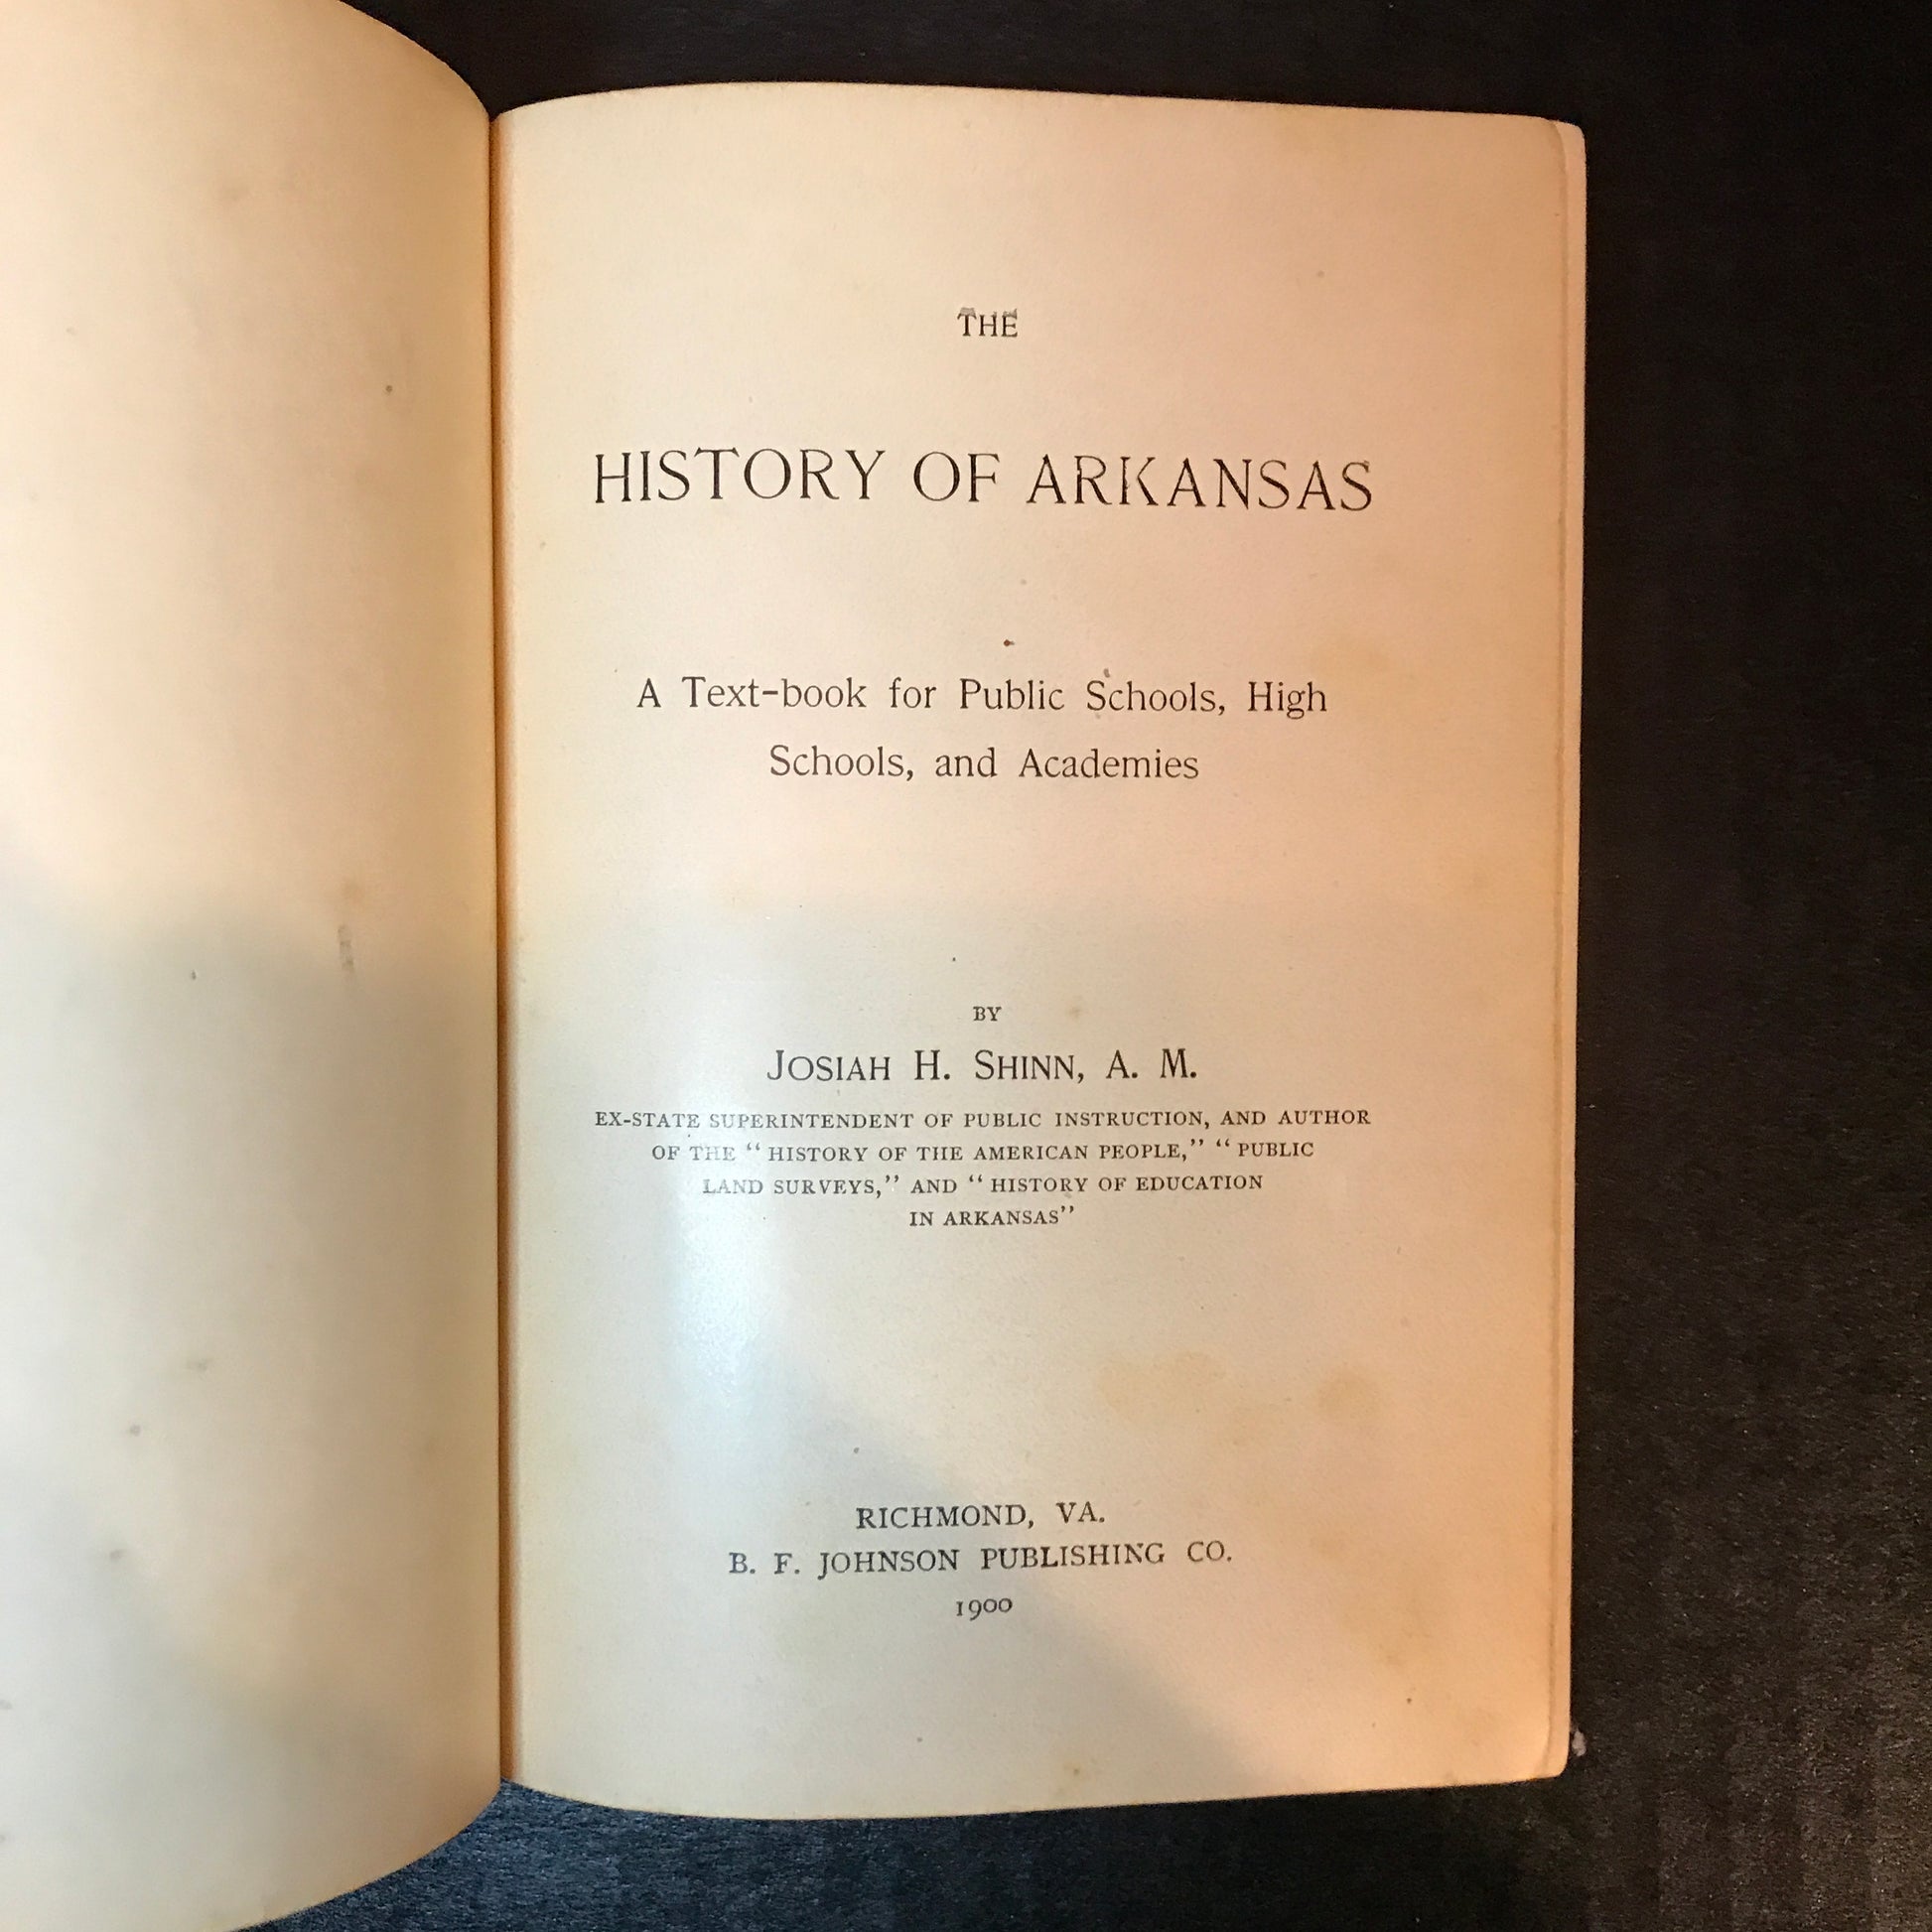 THE
HISTORY OF ARKANSAS
A Text-book for Public Schools, High
Schools, and Academies
BY
JOSIAH H. SHINN, A. M.
EX-STATE SUPERINTENDENT OF PUBLIC INSTRUCTION, AND AUTHOR
OF THE “HISTORY OF THE AMERICAN PEOPLE,” “PUBLIC
LAND SURVEYS,” AND “HISTORY OF EDUCATION
IN ARKANSAS”
RICHMOND, VA.
B. F. JOHNSON PUBLISHING CO.
1900